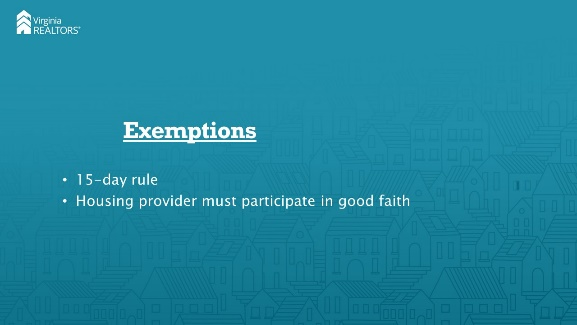 Virginia
REALTORS®
Exemptions
• 15-day rule
• Housing provider must participate in good faith